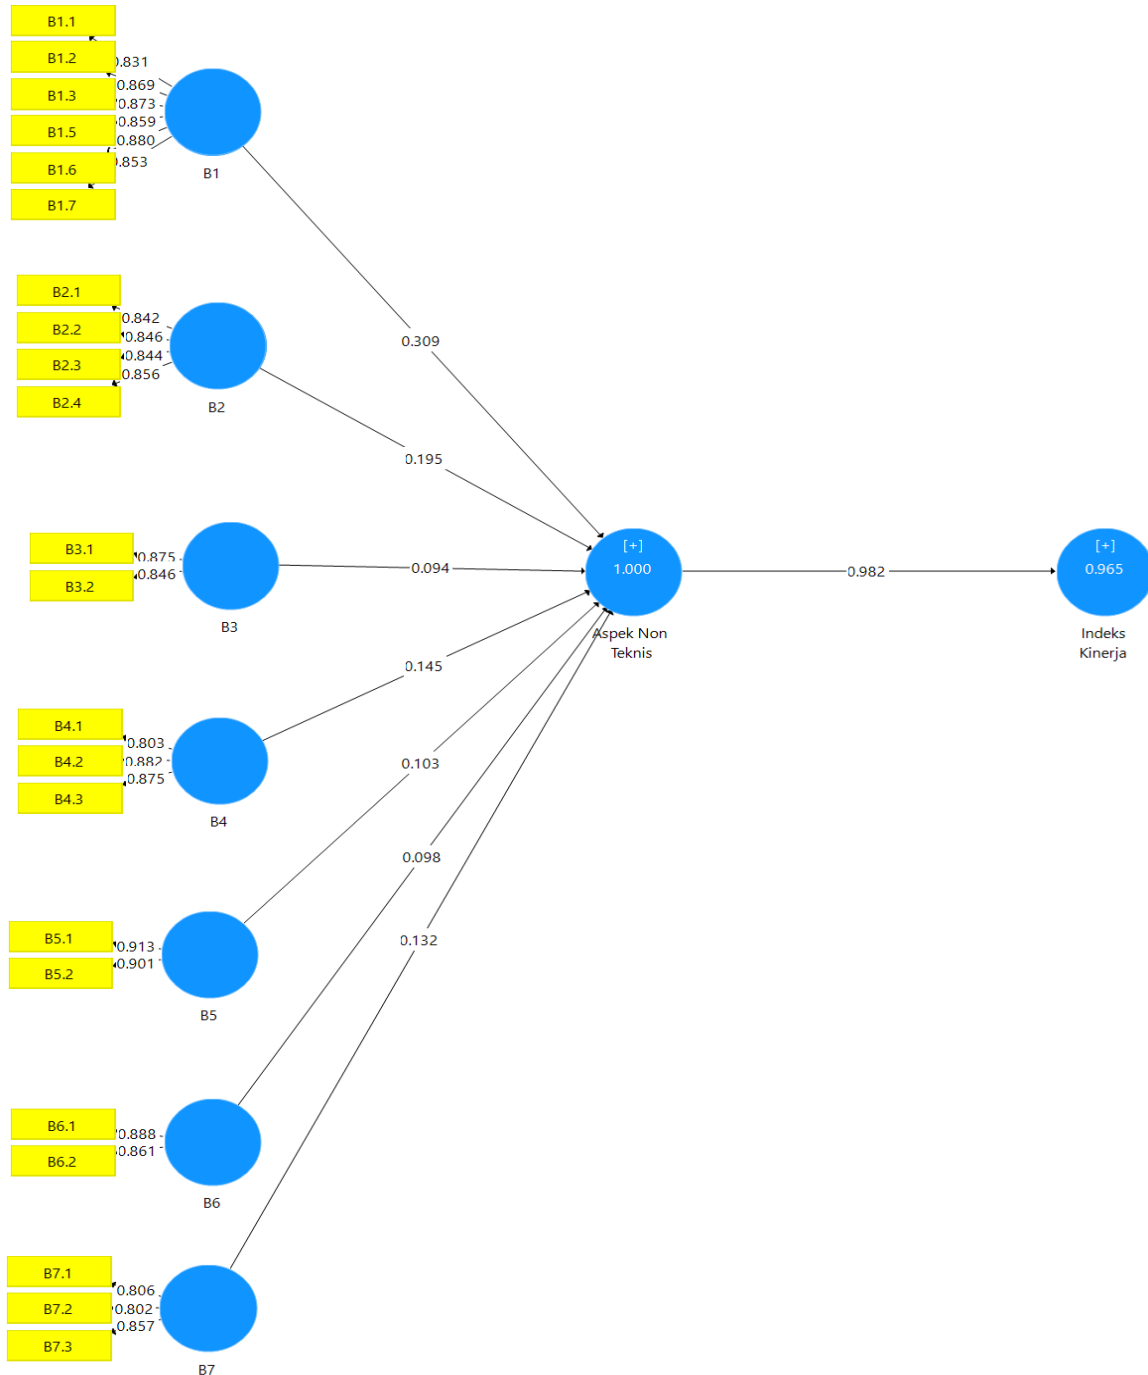 B1.1
B1.2
B1.3
B1.5
B1.6
B1.7
0.831
0.869
0.873
0.859
0.880
0.853
B1
0.309
B2.1
B2.2
B2.3
B2.4
0.842
0.846
0.844
0.856
B2
0.195
B3.1
B3.2
0.875
0.846
B3
0.094
[+]
1.000
Aspek Non
Teknis
0.982
[+]
0.965
Indeks
Kinerja
B4.1
B4.2
B4.3
0.803
0.882
0.875
B4
0.145
B5.1
B5.2
0.913
0.901
B5
0.103
B6.1
B6.2
0.888
0.861
B6
0.098
B7.1
B7.2
B7.3
0.806
0.802
0.857
B7
0.132